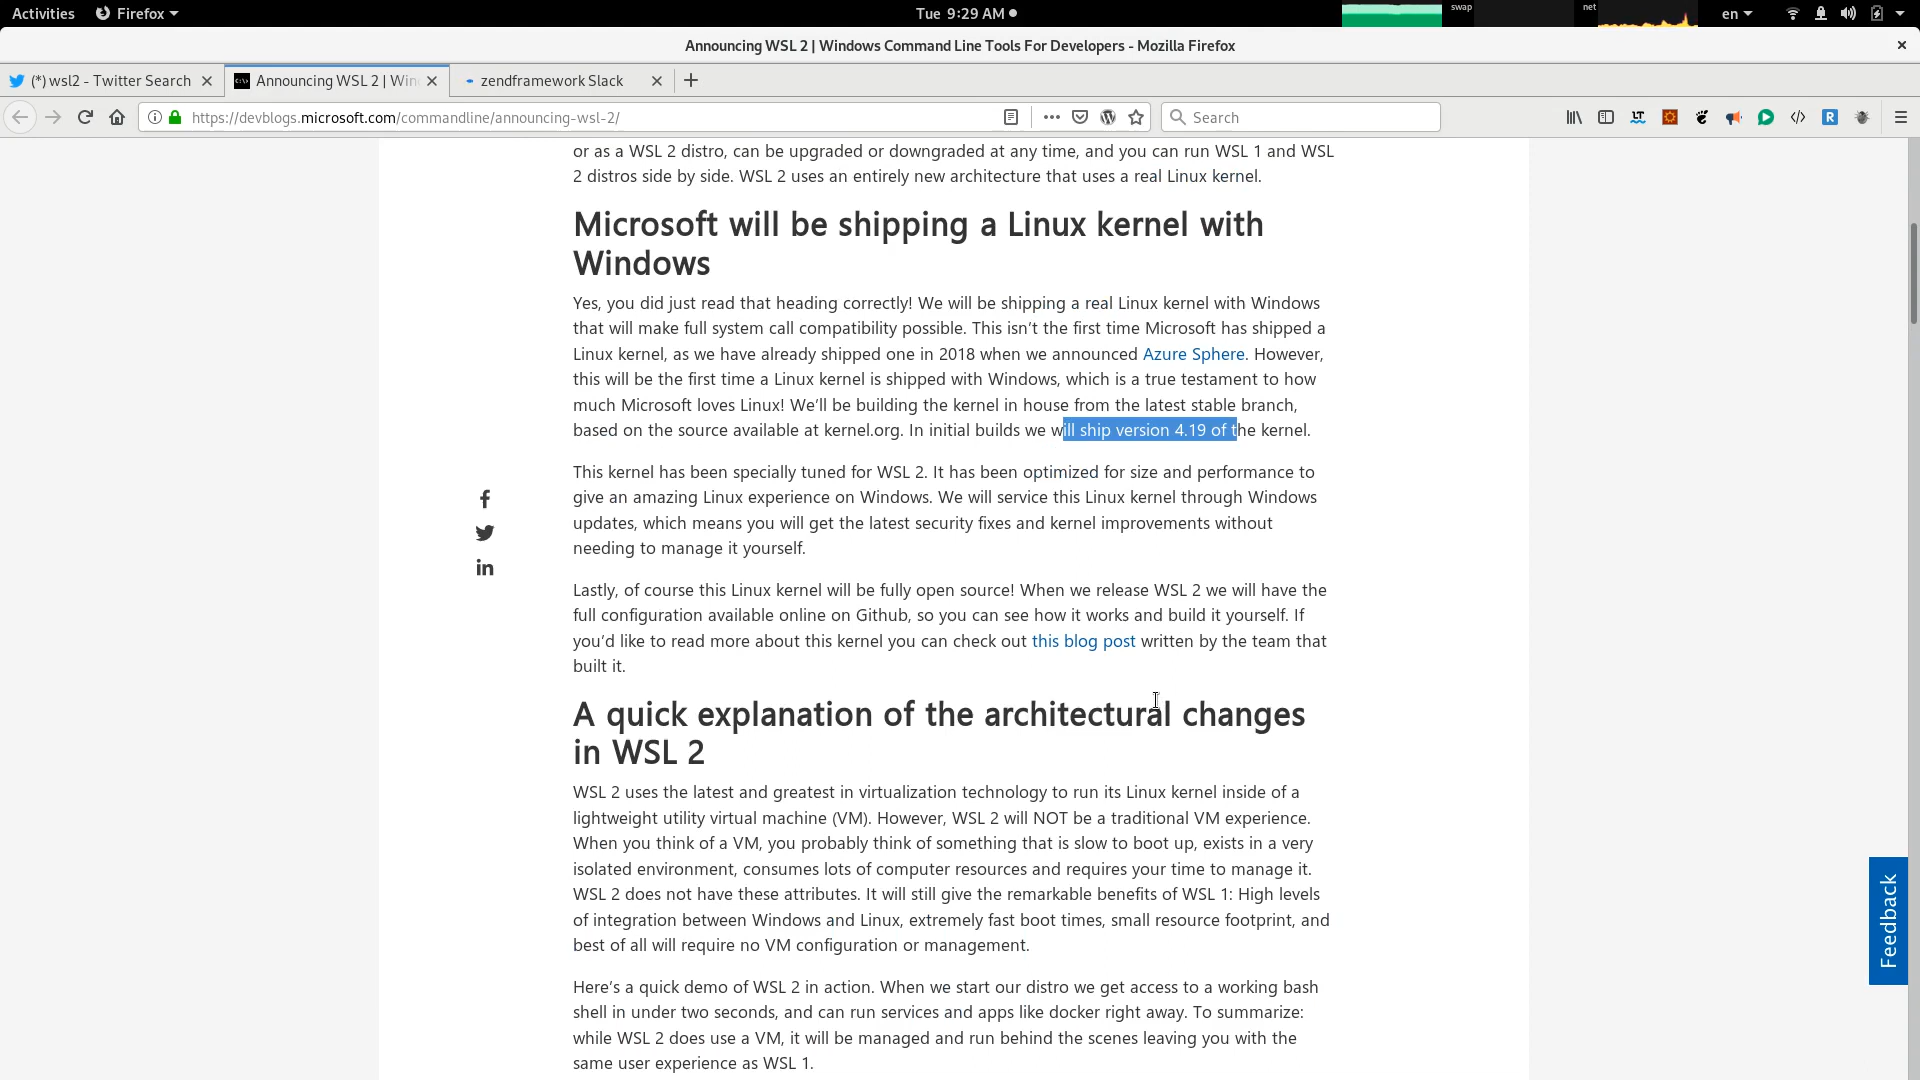 Activities Firefox Tue 9:29 AM swap net en
Announcing WSL 2 | Windows Command Line Tools For Developers - Mozilla Firefox
(*) wsl2 - Twitter Search Announcing WSL 2 | Win zendframework Slack
https://devblogs.microsoft.com/commandline/announcing-wsl-2/ Search
or as a WSL 2 distro, can be upgraded or downgraded at any time, and you can run WSL 1 and WSL
2 distros side by side. WSL 2 uses an entirely new architecture that uses a real Linux kernel.
Microsoft will be shipping a Linux kernel with
Windows
Yes, you did just read that heading correctly! We will be shipping a real Linux kernel with Windows
that will make full system call compatibility possible. This isn’t the first time Microsoft has shipped a
Linux kernel, as we have already shipped one in 2018 when we announced Azure Sphere. However,
this will be the first time a Linux kernel is shipped with Windows, which is a true testament to how
much Microsoft loves Linux! We’ll be building the kernel in house from the latest stable branch,
based on the source available at kernel.org. In initial builds we will ship version 4.19 of the kernel.
This kernel has been specially tuned for WSL 2. It has been optimized for size and performance to
give an amazing Linux experience on Windows. We will service this Linux kernel through Windows
updates, which means you will get the latest security fixes and kernel improvements without
needing to manage it yourself.
Lastly, of course this Linux kernel will be fully open source! When we release WSL 2 we will have the
full configuration available online on Github, so you can see how it works and build it yourself. If
you’d like to read more about this kernel you can check out this blog post written by the team that
built it.
A quick explanation of the architectural changes
in WSL 2
WSL 2 uses the latest and greatest in virtualization technology to run its Linux kernel inside of a
lightweight utility virtual machine (VM). However, WSL 2 will NOT be a traditional VM experience.
When you think of a VM, you probably think of something that is slow to boot up, exists in a very
isolated environment, consumes lots of computer resources and requires your time to manage it.
WSL 2 does not have these attributes. It will still give the remarkable benefits of WSL 1: High levels
of integration between Windows and Linux, extremely fast boot times, small resource footprint, and
best of all will require no VM configuration or management.
Here’s a quick demo of WSL 2 in action. When we start our distro we get access to a working bash
shell in under two seconds, and can run services and apps like docker right away. To summarize:
while WSL 2 does use a VM, it will be managed and run behind the scenes leaving you with the
same user experience as WSL 1.
Feedback